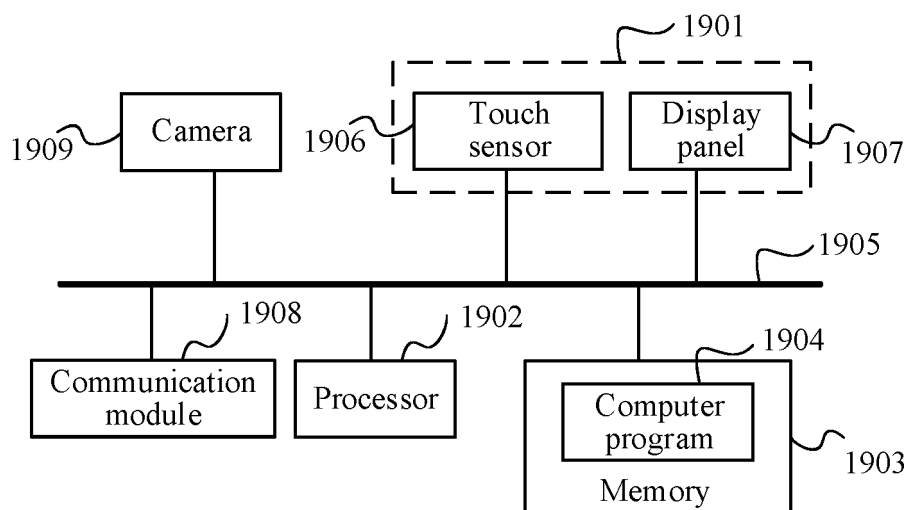 1901
Camera
Touch
sensor
Display
panel
1909
1906
1907
1905
1908
1902
1904
Communication
module
Processor
Computer
program
1903
Memory